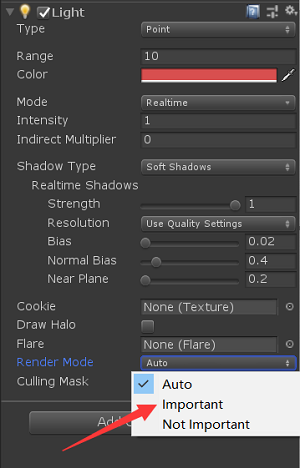 Light
Type Point
Range 10
Color
Mode Realtime
Intensity 1
Indirect Multiplier 0
Shadow Type Soft Shadows
Realtime Shadows
Strength 1
Resolution Use Quality Settings
Bias 0.02
Normal Bias 0.4
Near Plane 0.2
Cookie None (Texture)
Draw Halo
Flare None (Flare)
Render Mode Auto
Culling Mask Auto
Important
Not Important
Add